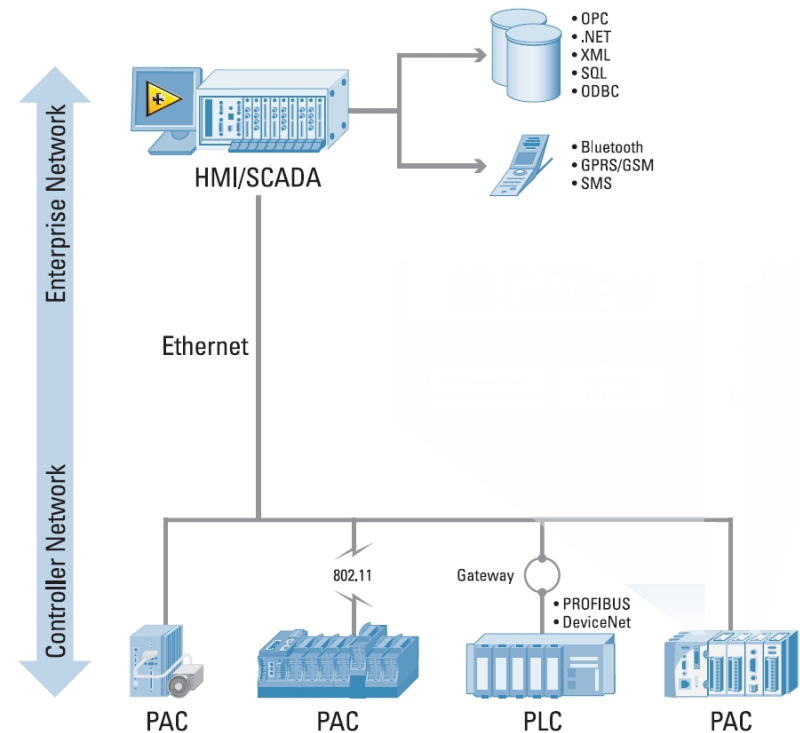 • OPC
• .NET
• XML
• SQL
• ODBC
• Bluetooth
• GPRS/GSM
• SMS
HMI/SCADA
Enterprise Network
Ethernet
Controller Network
802.11
Gateway
• PROFIBUS
• DeviceNet
PAC
PAC
PLC
PAC